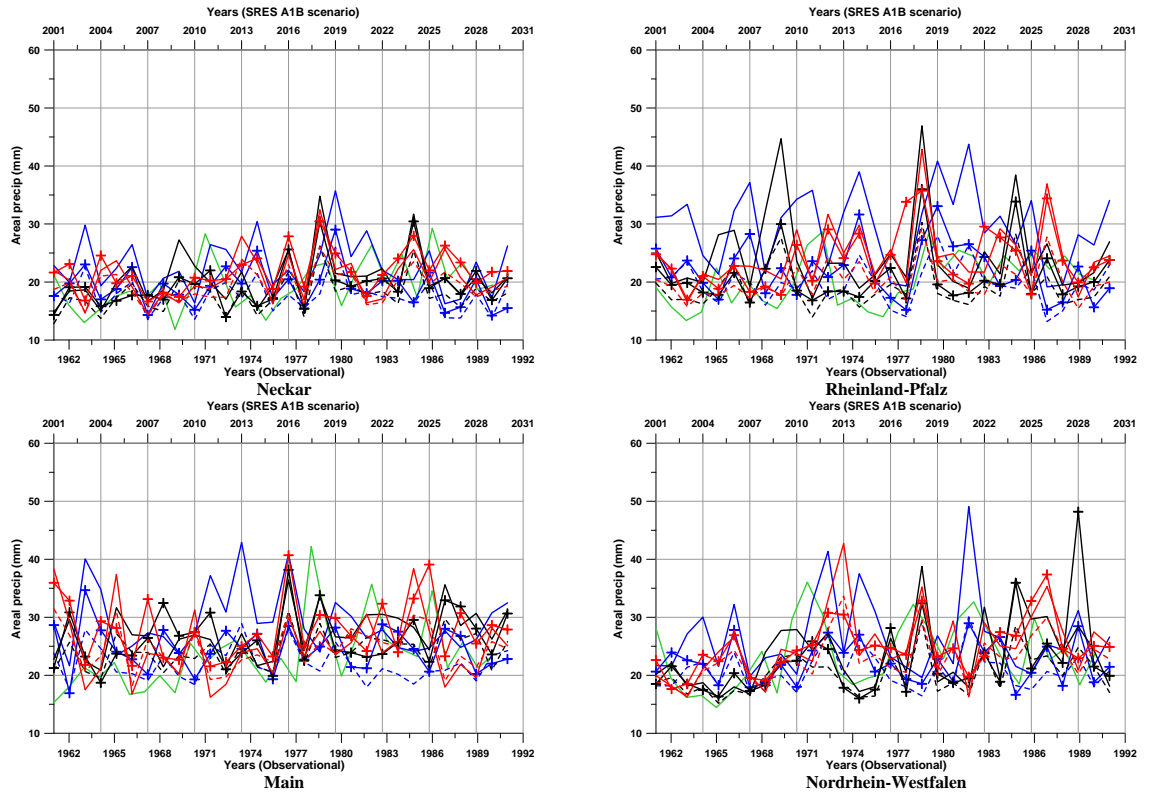 Years (SRES A1B scenario)
2001 2004 2007 2010 2013 2016 2019 2022 2025 2028 2031
60
50
40
30
20
10
Areal precip (mm)
1962 1965 1968 1971 1974 1977 1980 1983 1986 1989 1992
Years (Observational)
Neckar
Years (SRES A1B scenario)
2001 2004 2007 2010 2013 2016 2019 2022 2025 2028 2031
60
50
40
30
20
10
Areal precip (mm)
1962 1965 1968 1971 1974 1977 1980 1983 1986 1989 1992
Years (Observational)
Rheinland-Pfalz
Years (SRES A1B scenario)
2001 2004 2007 2010 2013 2016 2019 2022 2025 2028 2031
60
50
40
30
20
10
Areal precip (mm)
1962 1965 1968 1971 1974 1977 1980 1983 1986 1989 1992
Years (Observational)
Main
Years (SRES A1B scenario)
2001 2004 2007 2010 2013 2016 2019 2022 2025 2028 2031
60
50
40
30
20
10
Areal precip (mm)
1962 1965 1968 1971 1974 1977 1980 1983 1986 1989 1992
Years (Observational)
Nordrhein-Westfalen